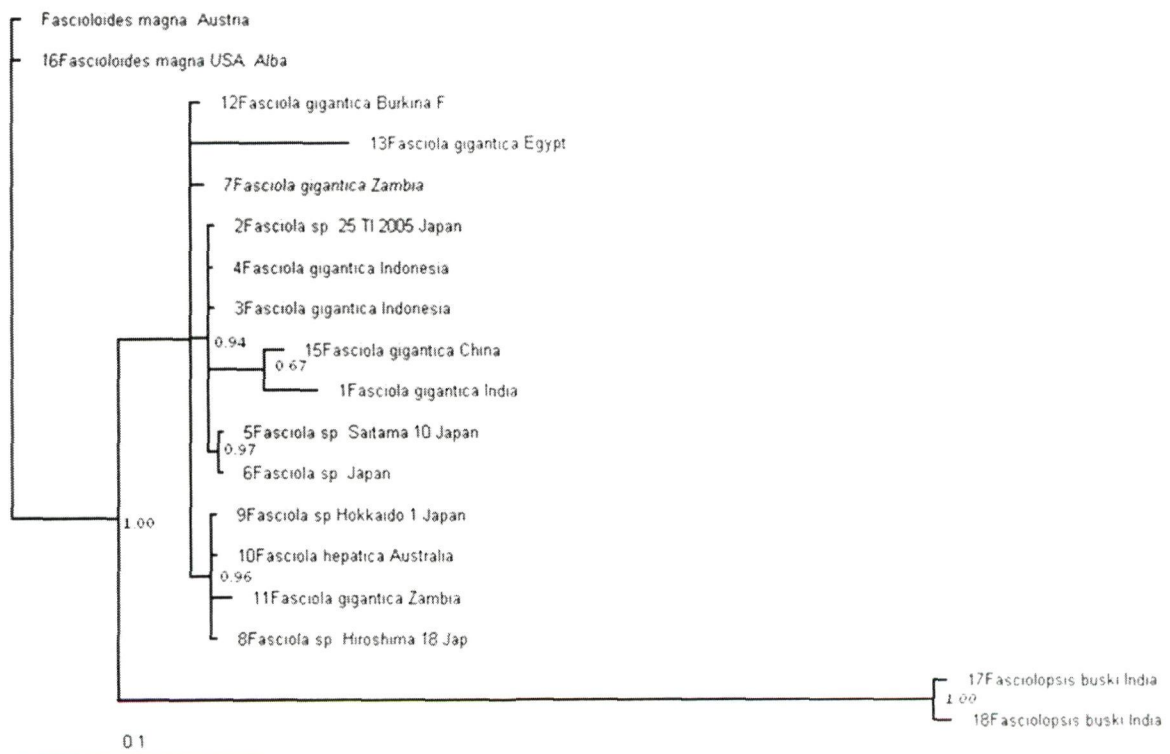 Fascioloides magna Austria
16Fascioloides magna USA Alba
12Fasciola gigantica Burkina F
13Fasciola gigantica Egypt
7Fasciola gigantica Zambia
2Fasciola sp 25 TI 2005 Japan
4Fasciola gigantica Indonesia
3Fasciola gigantica Indonesia
0.94
15Fasciola gigantica China
0.67
1Fasciola gigantica India
5Fasciola sp Saitama 10 Japan
0.97
6Fasciola sp Japan
9Fasciola sp Hokkaido 1 Japan
1.00
10Fasciola hepatica Australia
0.96
11Fasciola gigantica Zambia
8Fasciola sp Hiroshima 18 Jap
17Fasciolopsis buski India
1.00
18Fasciolopsis buski India
0.1